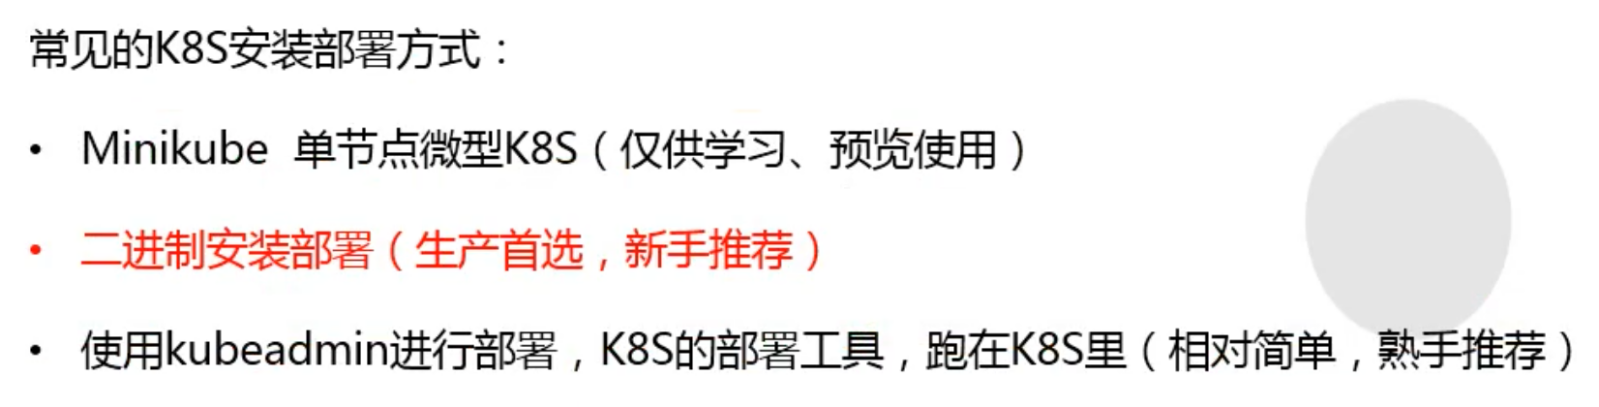 常见的K8S安装部署方式：
• Minikube 单节点微型K8S（仅供学习、预览使用）
• 二进制安装部署（生产首选，新手推荐）
• 使用kubeadmin进行部署，K8S的部署工具，跑在K8S里（相对简单，熟手推荐）